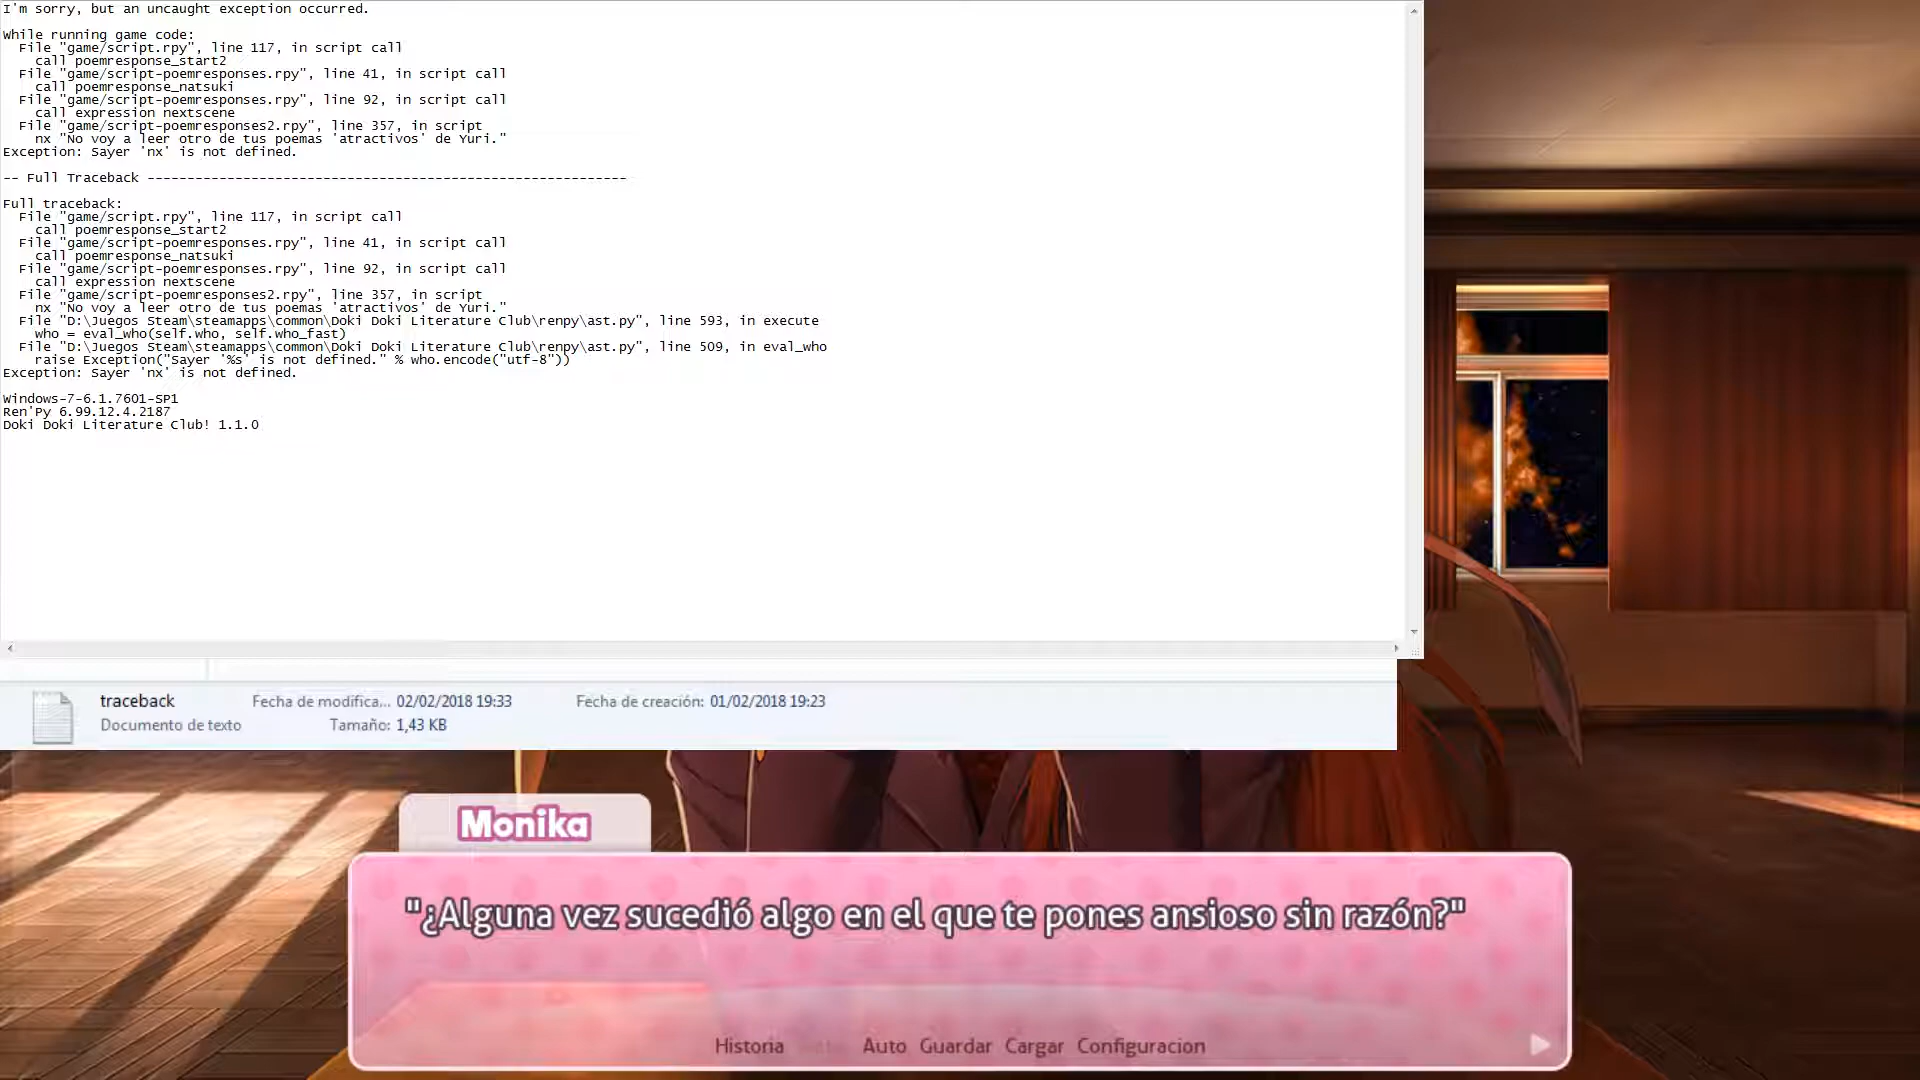 I'm sorry, but an uncaught exception occurred.
While running game code:
File "game/script.rpy", line 117, in script call
call poemresponse_start2
File "game/script-poemresponses.rpy", line 41, in script call
call poemresponse_natsuki
File "game/script-poemresponses.rpy", line 92, in script call
call expression nextscene
File "game/script-poemresponses2.rpy", line 357, in script
nx "No voy a leer otro de tus poemas 'atractivos' de Yuri."
Exception: Sayer 'nx' is not defined.
-- Full Traceback ------------------------------------------------------------
Full traceback:
File "game/script.rpy", line 117, in script call
call poemresponse_start2
File "game/script-poemresponses.rpy", line 41, in script call
call poemresponse_natsuki
File "game/script-poemresponses.rpy", line 92, in script call
call expression nextscene
File "game/script-poemresponses2.rpy", line 357, in script
nx "No voy a leer otro de tus poemas 'atractivos' de Yuri."
File "D:\Juegos Steam\steamapps\common\Doki Doki Literature Club\renpy\ast.py", line 593, in execute
who = eval_who(self.who, self.who_fast)
File "D:\Juegos Steam\steamapps\common\Doki Doki Literature Club\renpy\ast.py", line 509, in eval_who
raise Exception("Sayer '%s' is not defined." % who.encode("utf-8"))
Exception: Sayer 'nx' is not defined.
Windows-7-6.1.7601-SP1
Ren'Py 6.99.12.4.2187
Doki Doki Literature Club! 1.1.0
traceback Fecha de modifica... 02/02/2018 19:33 Fecha de creación: 01/02/2018 19:23
Documento de texto Tamaño: 1,43 KB
Monika
"¿Alguna vez sucedió algo en el que te pones ansioso sin razón?"
Historia Auto Guardar Cargar Configuracion